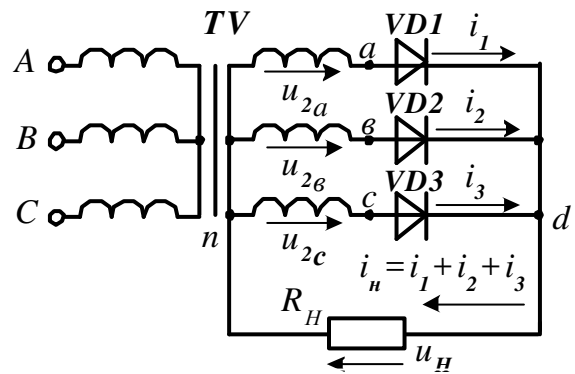 TV
VD1
i1
A
a
u2a
VD2
i2
B
в
u2в
VD3
i3
C
c
d
n
u2c
iн = i1 + i2 + i3
RН
uН